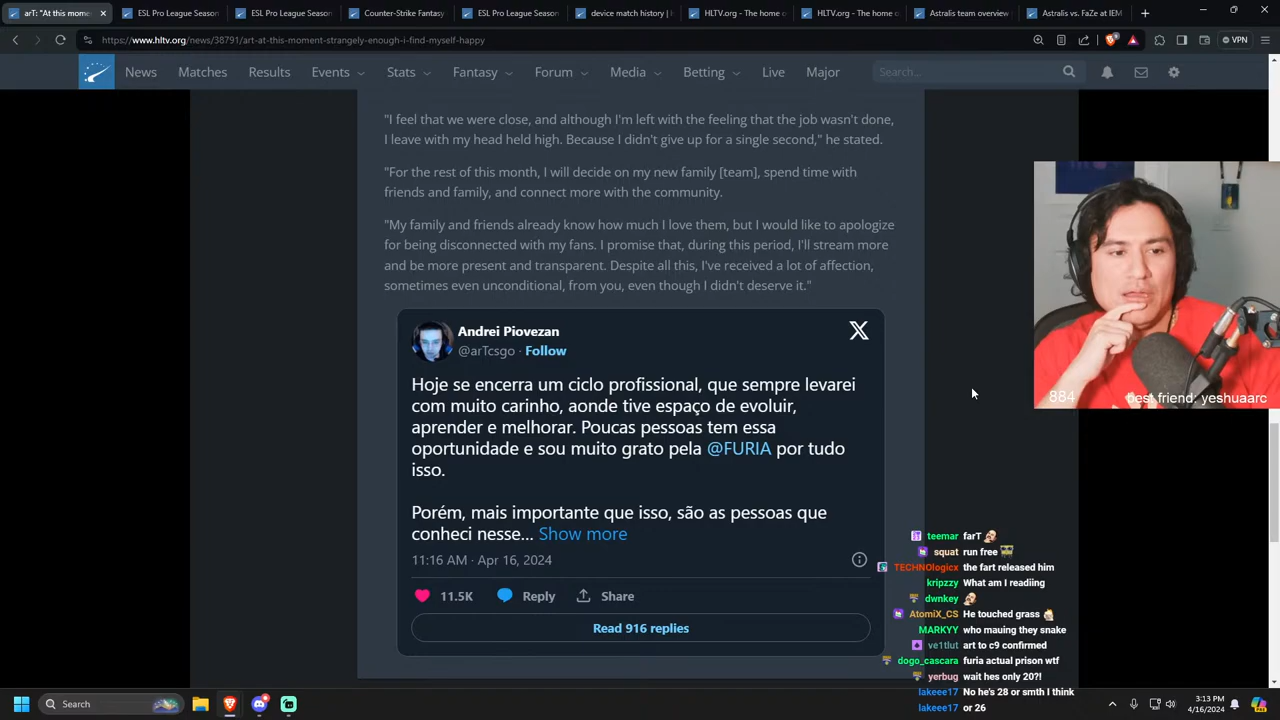 arT: "At this mome
ESL Pro League Season
ESL Pro League Season
Counter-Strike Fantasy
ESL Pro League Season
device match history |
HLTV.org - The home o
HLTV.org - The home o
Astralis team overview
Astralis vs. FaZe at IEM
https://www.hltv.org/news/38791/art-at-this-moment-strangely-enough-i-find-myself-happy
VPN
News Matches Results Events Stats Fantasy Forum Media Betting Live Major Search...
"I feel that we were close, and although I'm left with the feeling that the job wasn't done,
I leave with my head held high. Because I didn't give up for a single second," he stated.
"For the rest of this month, I will decide on my new family [team], spend time with
friends and family, and connect more with the community.
"My family and friends already know how much I love them, but I would like to apologize
for being disconnected with my fans. I promise that, during this period, I'll stream more
and be more present and transparent. Despite all this, I've received a lot of affection,
sometimes even unconditional, from you, even though I didn't deserve it."
Andrei Piovezan
@arTcsgo · Follow
Hoje se encerra um ciclo profissional, que sempre levarei
com muito carinho, aonde tive espaço de evoluir,
aprender e melhorar. Poucas pessoas tem essa
oportunidade e sou muito grato pela @FURIA por tudo
isso.
Porém, mais importante que isso, são as pessoas que
conheci nesse... Show more
11:16 AM · Apr 16, 2024
11.5K Reply Share
Read 916 replies
884 best friend: yeshuaarc
teemar farT
squat run free
TECHNOlogicx the fart released him
kripzzy What am I readiing
dwnkey
AtomiX_CS He touched grass
MARKYY who mauing they snake
ve1tlut art to c9 confirmed
dogo_cascara furia actual prison wtf
yerbug wait hes only 20?!
lakeee17 No he's 28 or smth I think
lakeee17 or 26
Search
3:13 PM
4/16/2024